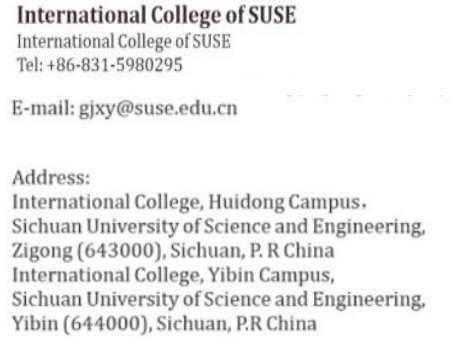 International College of SUSE
International College of SUSE
Tel: +86-831-5980295
E-mail: gjxy@suse.edu.cn
Address:
International College, Huidong Campus,
Sichuan University of Science and Engineering,
Zigong (643000), Sichuan, P. R China
International College, Yibin Campus,
Sichuan University of Science and Engineering,
Yibin (644000), Sichuan, P.R China